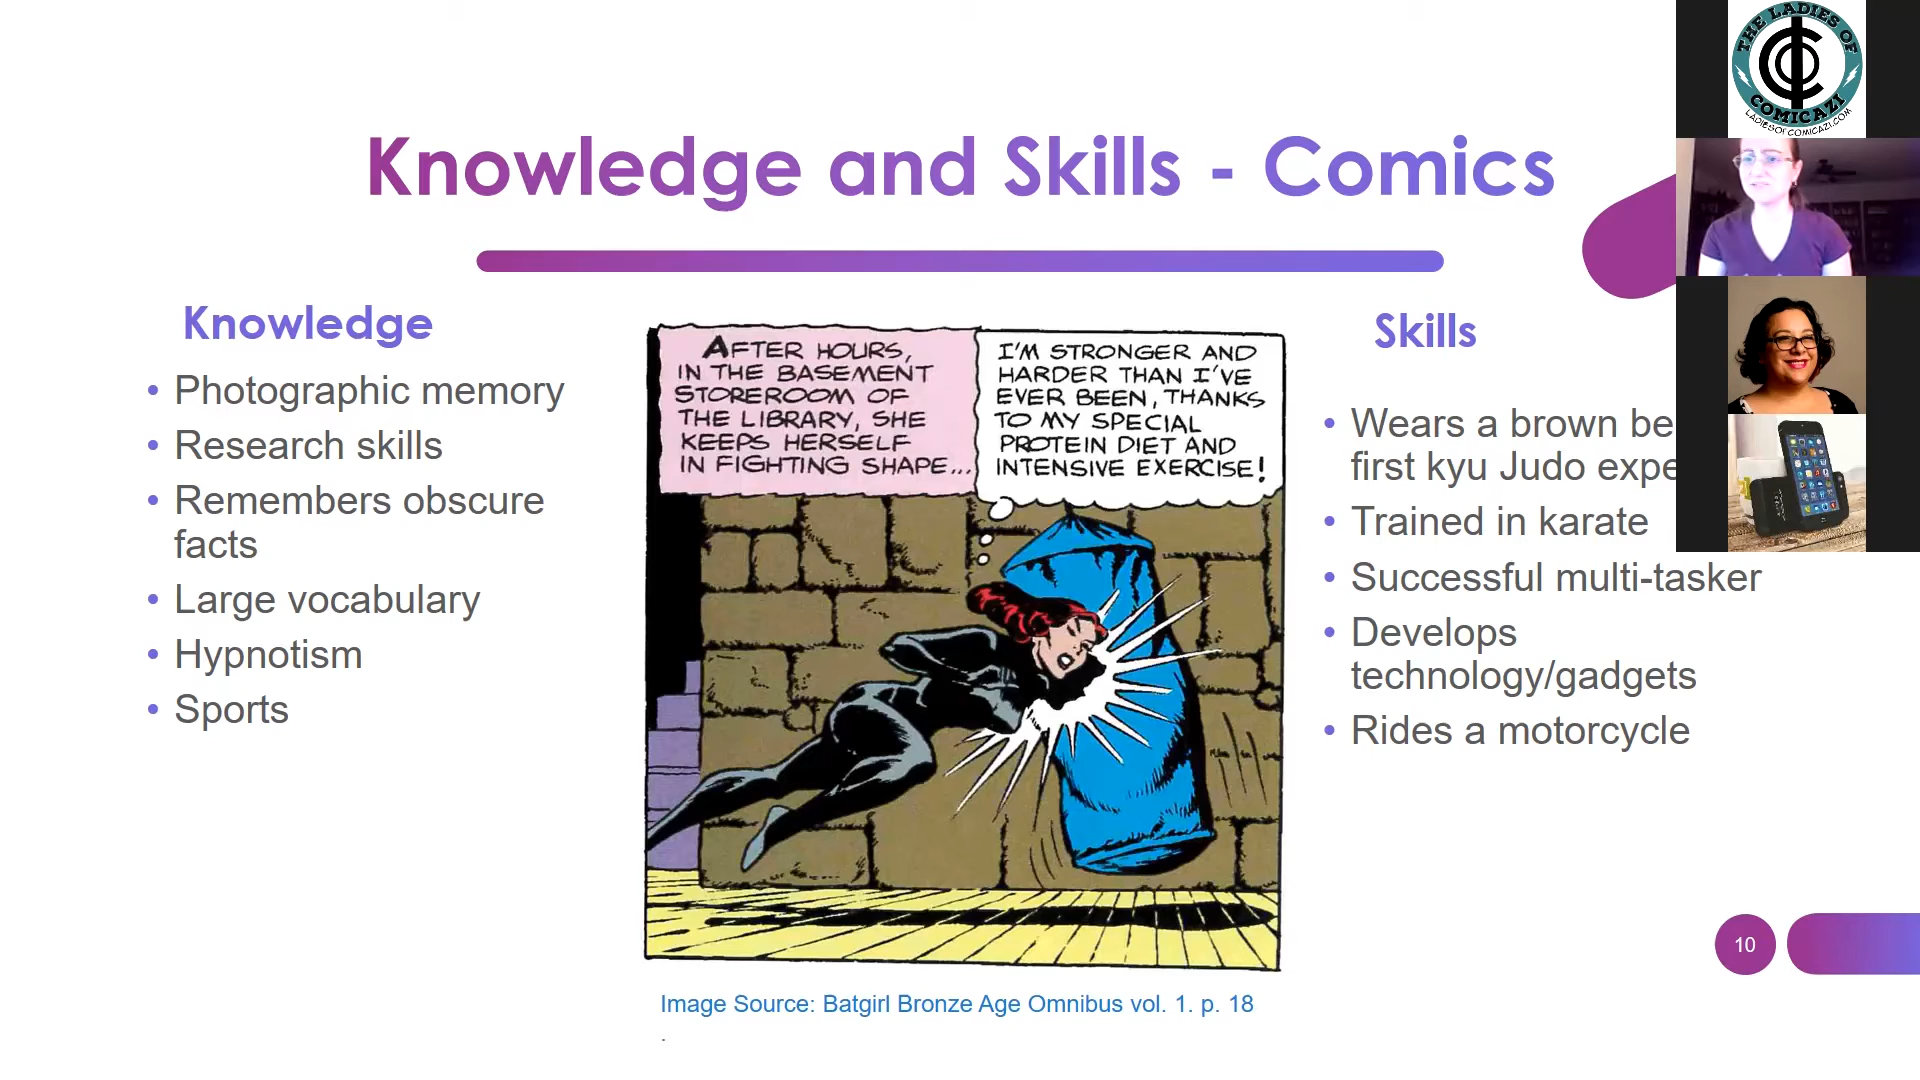 Knowledge and Skills - Comics
Knowledge
• Photographic memory
• Research skills
• Remembers obscure
facts
• Large vocabulary
• Hypnotism
• Sports
AFTER HOURS,
IN THE BASEMENT
STOREROOM OF
THE LIBRARY, SHE
KEEPS HERSELF
IN FIGHTING SHAPE...
I'M STRONGER AND
HARDER THAN I'VE
EVER BEEN, THANKS
TO MY SPECIAL
PROTEIN DIET AND
INTENSIVE EXERCISE!
Image Source: Batgirl Bronze Age Omnibus vol. 1. p. 18
.
Skills
• Wears a brown be
first kyu Judo expe
• Trained in karate
• Successful multi-tasker
• Develops
technology/gadgets
• Rides a motorcycle
10
THE LADIES OF
COMICAZI
LADIESOFCOMICAZI.COM